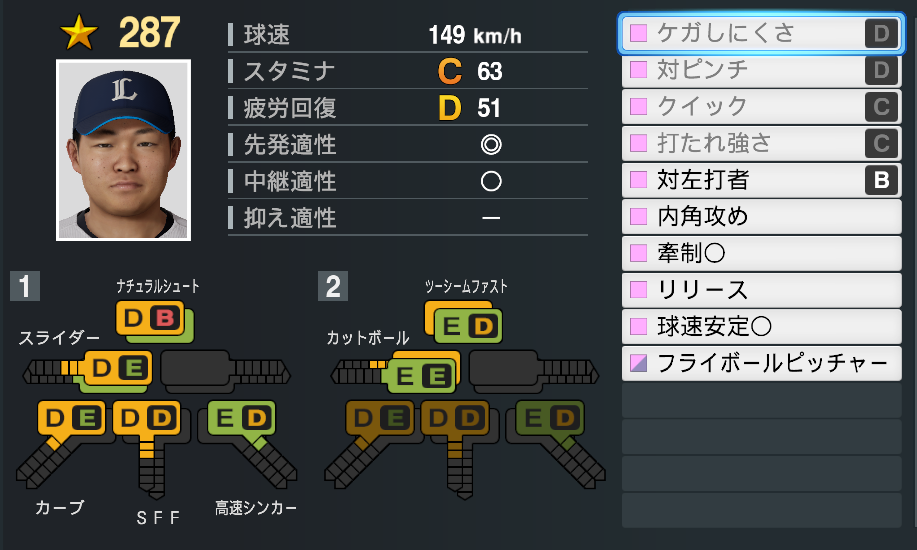 287
球速 149 km/h
スタミナ C 63
疲労回復 D 51
先発適性 ◎
中継適性 ○
抑え適性 －
ケガしにくさ D
対ピンチ D
クイック C
打たれ強さ C
対左打者 B
内角攻め
牽制○
リリース
球速安定○
フライボールピッチャー
L
1
ナチュラルシュート
D B
スライダー
D E
D E
D D
E D
カーブ
SFF
高速シンカー
2
ツーシームファスト
E D
カットボール
E E
D E
D D
E D